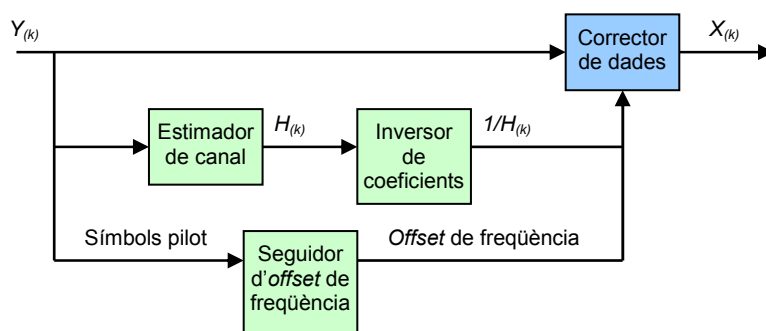 Y(k)
Corrector
de dades
X(k)
Estimador
de canal
H(k)
Inversor
de
coeficients
1/H(k)
Símbols pilot
Seguidor
d'offset de
freqüència
Offset de freqüència